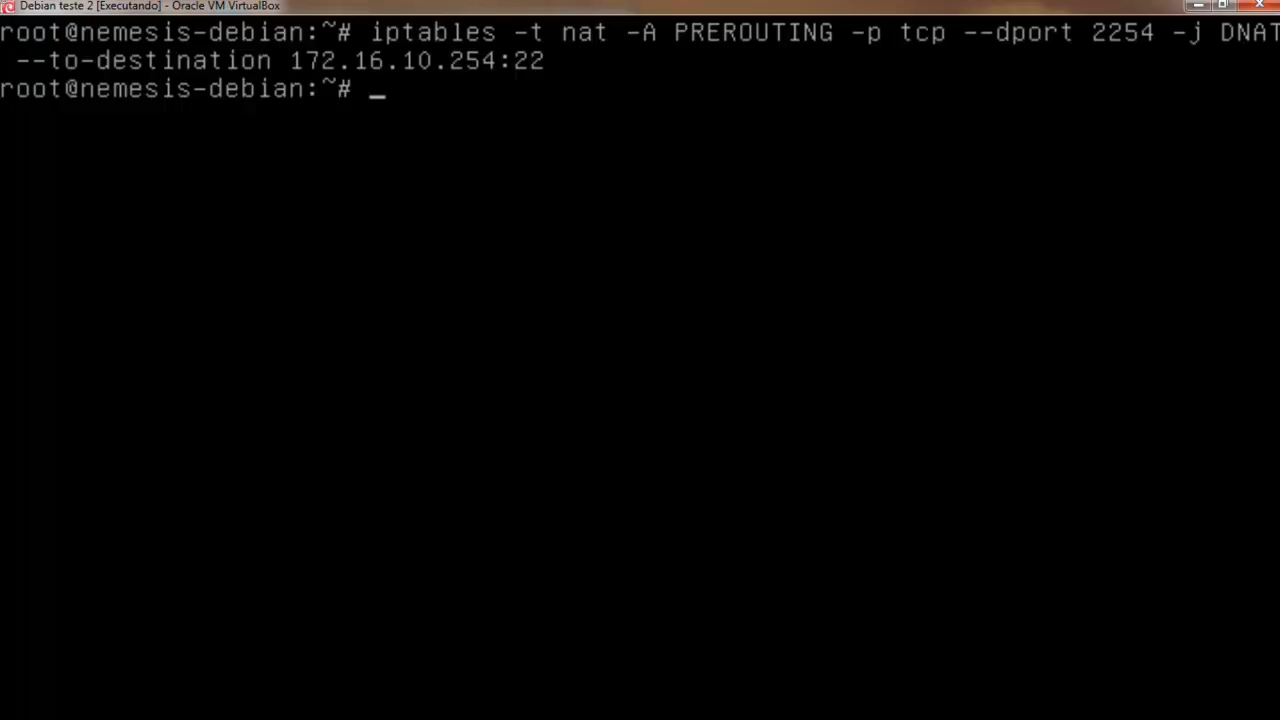 Debian teste 2 [Executando] - Oracle VM VirtualBox
root@nemesis-debian:~# iptables -t nat -A PREROUTING -p tcp --dport 2254 -j DNAT
 --to-destination 172.16.10.254:22
root@nemesis-debian:~# _